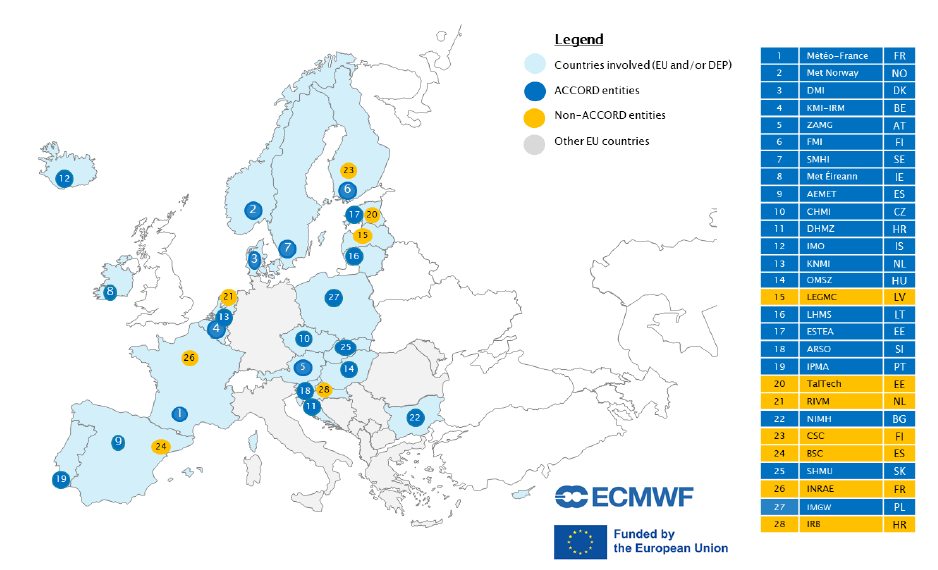 Legend
Countries involved (EU and/or DEP)
ACCORD entities
Non-ACCORD entities
Other EU countries
1 Météo-France FR
2 Met Norway NO
3 DMI DK
4 KMI-IRM BE
5 ZAMG AT
6 FMI FI
7 SMHI SE
8 Met Éireann IE
9 AEMET ES
10 CHMI CZ
11 DHMZ HR
12 IMO IS
13 KNMI NL
14 OMSZ HU
15 LEGMC LV
16 LHMS LT
17 ESTEA EE
18 ARSO SI
19 IPMA PT
20 TalTech EE
21 RIVM NL
22 NIMH BG
23 CSC FI
24 BSC ES
25 SHMU SK
26 INRAE FR
27 IMGW PL
28 IRB HR
12
23
6
2
17
20
15
7
3
16
8
21
27
13
4
10
25
26
5
14
18
28
11
1
22
9
24
19
ECMWF
Funded by
the European Union